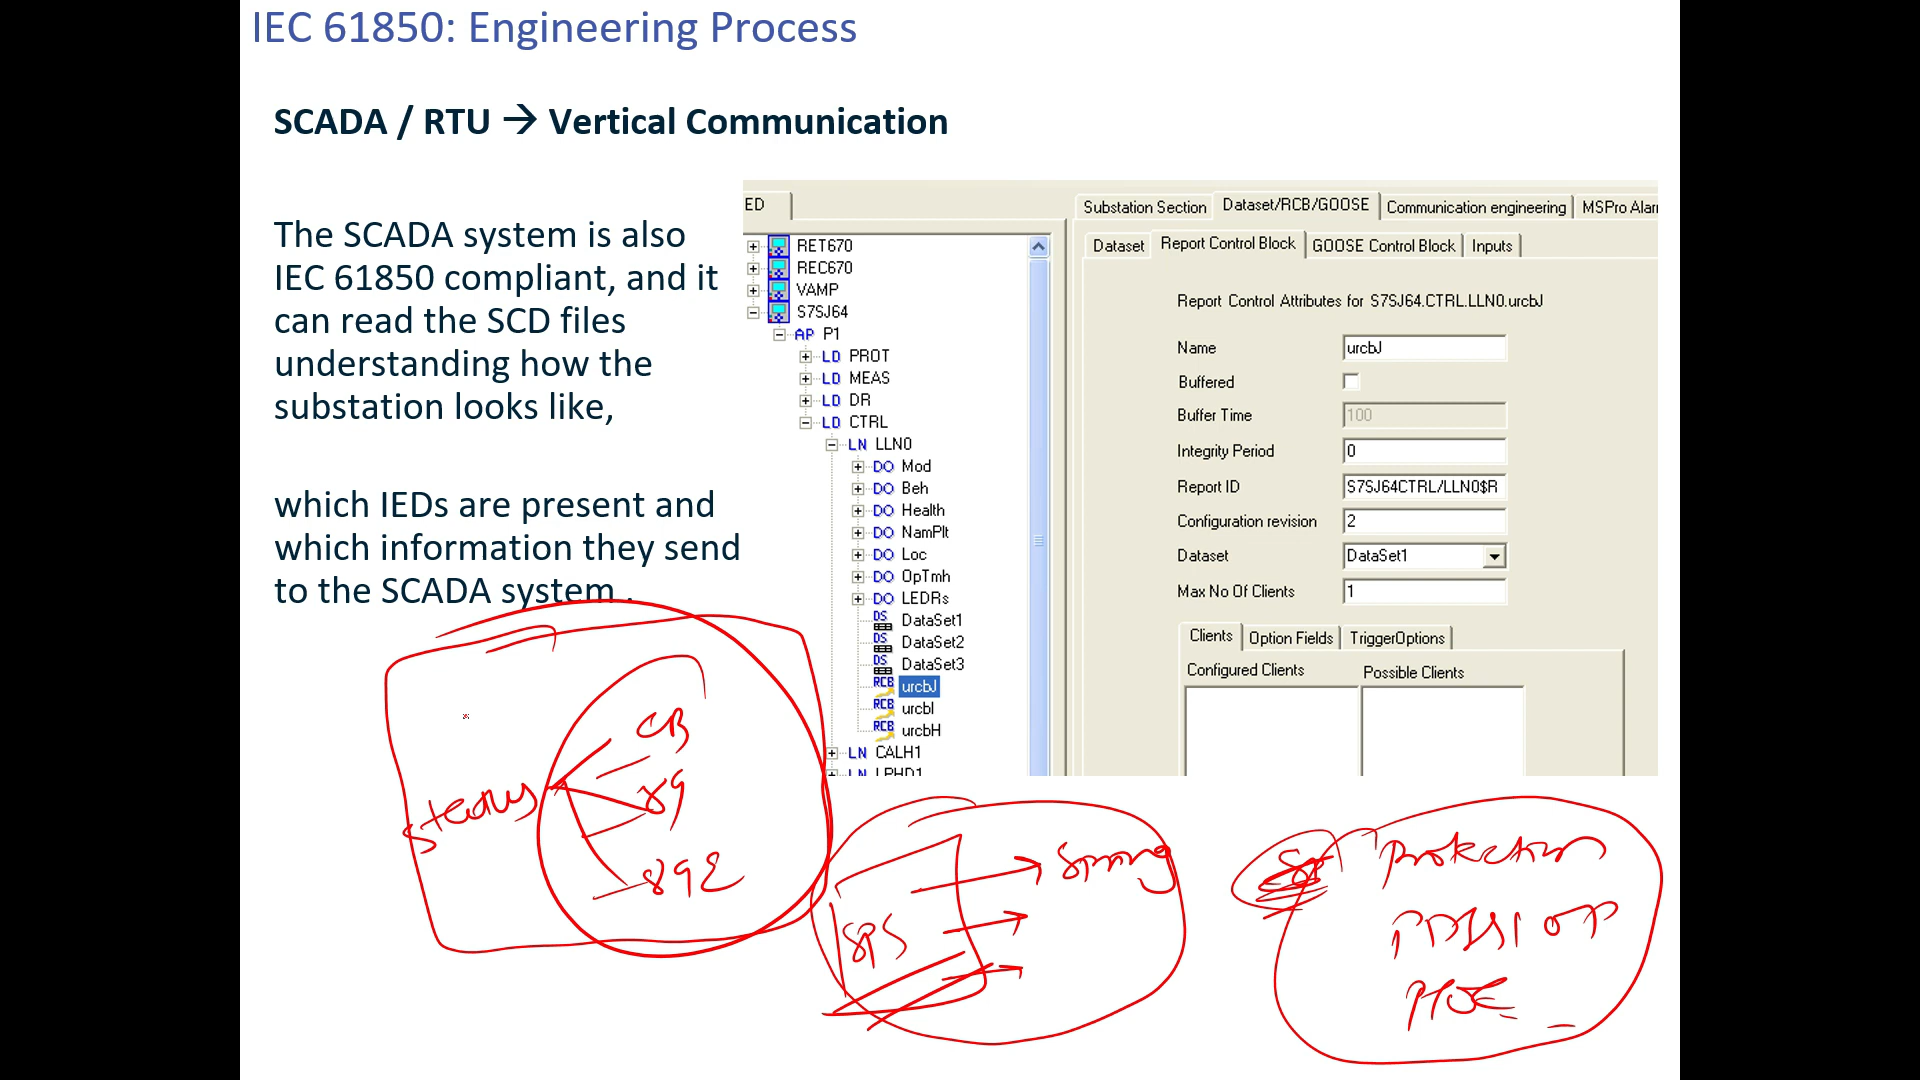 IEC 61850: Engineering Process
SCADA / RTU → Vertical Communication
The SCADA system is also
IEC 61850 compliant, and it
can read the SCD files
understanding how the
substation looks like,
which IEDs are present and
which information they send
to the SCADA system .
ED
RET670
REC670
VAMP
S7SJ64
AP P1
LD PROT
LD MEAS
LD DR
LD CTRL
LN LLN0
DO Mod
DO Beh
DO Health
DO NamPlt
DO Loc
DO OpTmh
DO LEDRs
DS DataSet1
DS DataSet2
DS DataSet3
RCB urcbJ
RCB urcbI
RCB urcbH
LN CALH1
LN LPHD1
Substation Section Dataset/RCB/GOOSE Communication engineering MSPro Alar
Dataset Report Control Block GOOSE Control Block Inputs
Report Control Attributes for S7SJ64.CTRL.LLN0.urcbJ
Name urcbJ
Buffered
Buffer Time 100
Integrity Period 0
Report ID S7SJ64CTRL/LLN0$R
Configuration revision 2
Dataset DataSet1
Max No Of Clients 1
Clients Option Fields TriggerOptions
Configured Clients Possible Clients
CB
status 89
892
SPS Spring
Protection